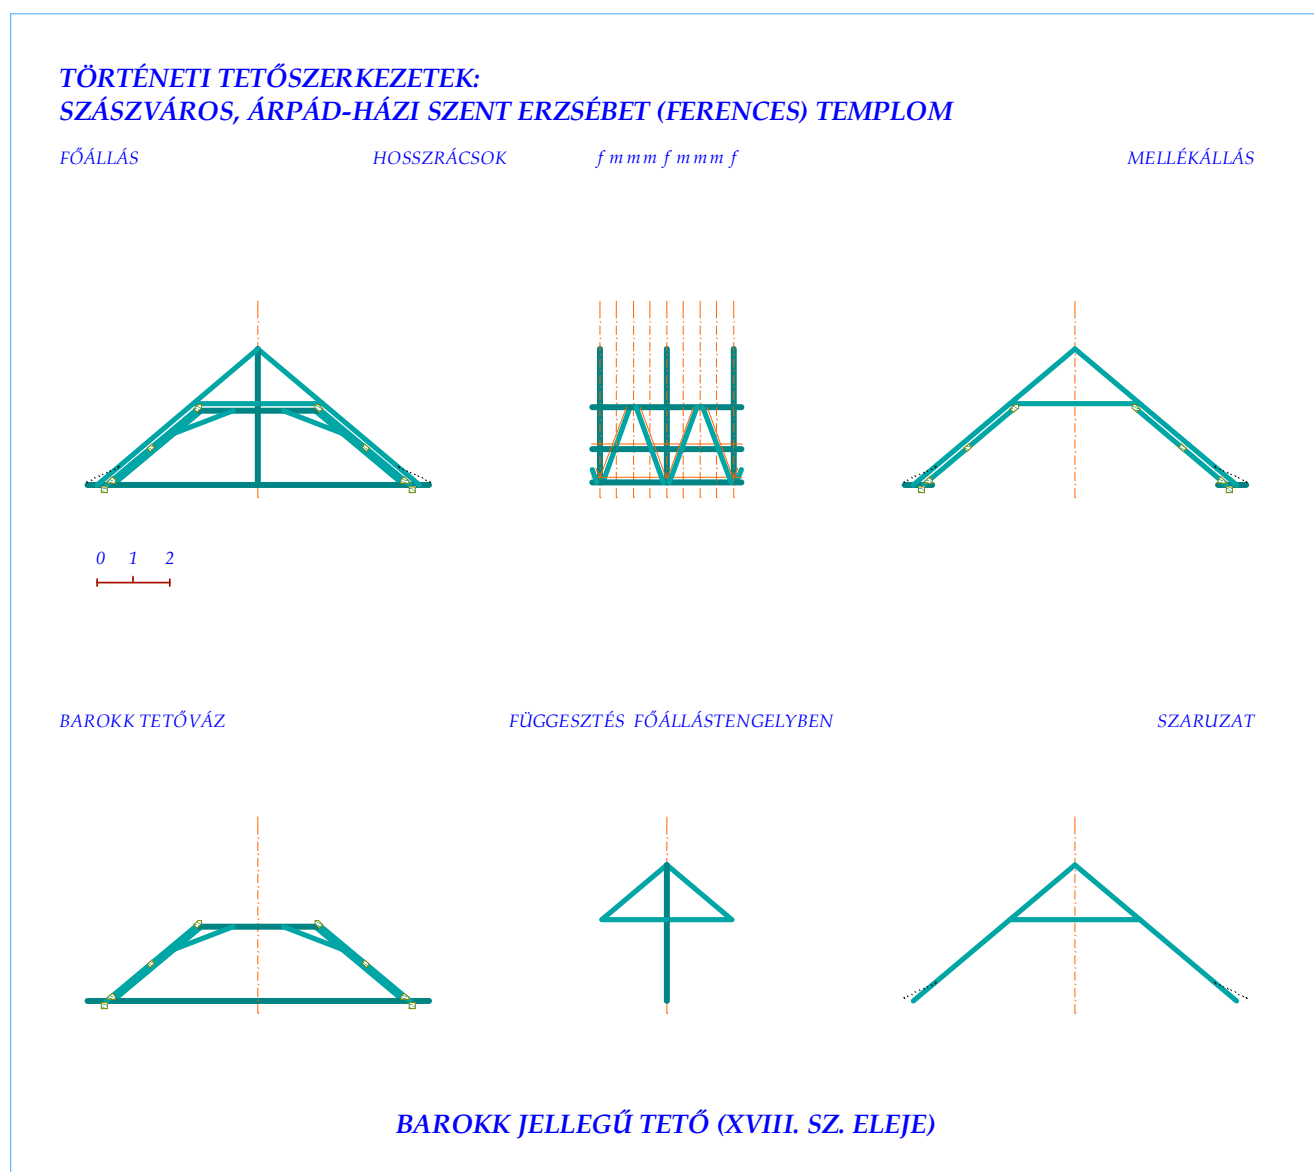 TÖRTÉNETI TETŐSZERKEZETEK:
SZÁSZVÁROS, ÁRPÁD-HÁZI SZENT ERZSÉBET (FERENCES) TEMPLOM
FŐÁLLÁS HOSSZRÁCSOK f m m m f m m m f MELLÉKÁLLÁS
0 1 2
BAROKK TETŐVÁZ FÜGGESZTÉS FŐÁLLÁSTENGELYBEN SZARUZAT
BAROKK JELLEGŰ TETŐ (XVIII. SZ. ELEJE)